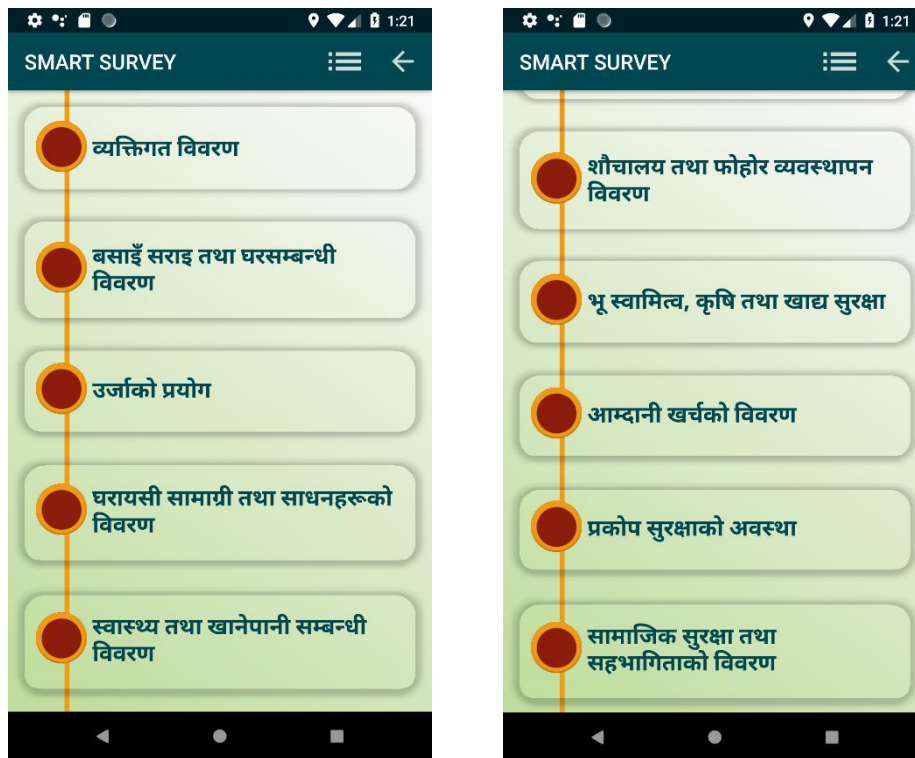 1:21
SMART SURVEY
व्यक्तिगत विवरण
बसाइँ सराइ तथा घरसम्बन्धी
विवरण
उर्जाको प्रयोग
घरायसी सामाग्री तथा साधनहरूको
विवरण
स्वास्थ्य तथा खानेपानी सम्बन्धी
विवरण
1:21
SMART SURVEY
शौचालय तथा फोहोर व्यवस्थापन
विवरण
भू स्वामित्व, कृषि तथा खाद्य सुरक्षा
आम्दानी खर्चको विवरण
प्रकोप सुरक्षाको अवस्था
सामाजिक सुरक्षा तथा
सहभागिताको विवरण